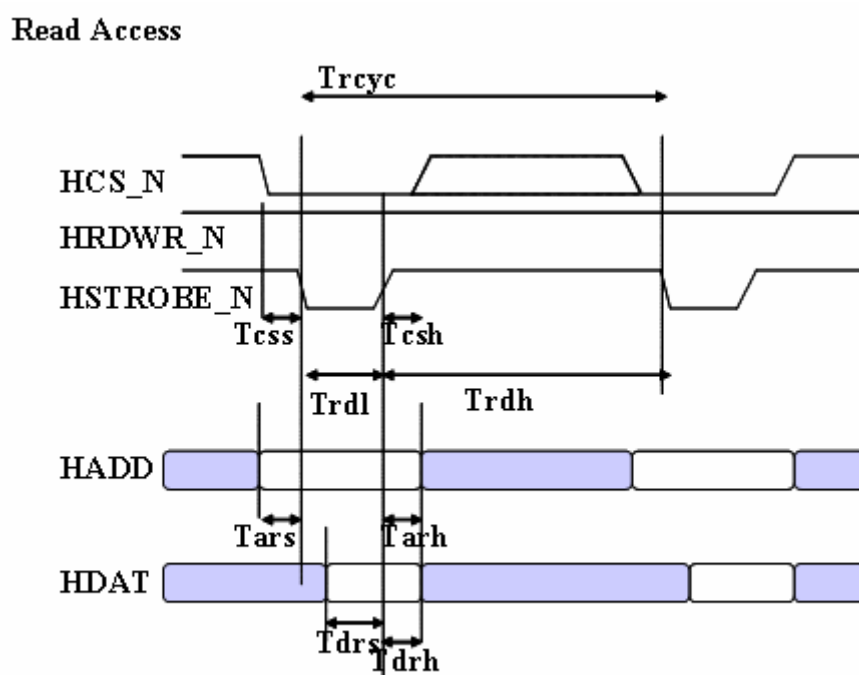 Read Access
Trcyc
HCS_N
HRDWR_N
HSTROBE_N
Tcss
Tcsh
Trdl
Trdh
HADD
Tars
Tarh
HDAT
Tdrs
Tdrh